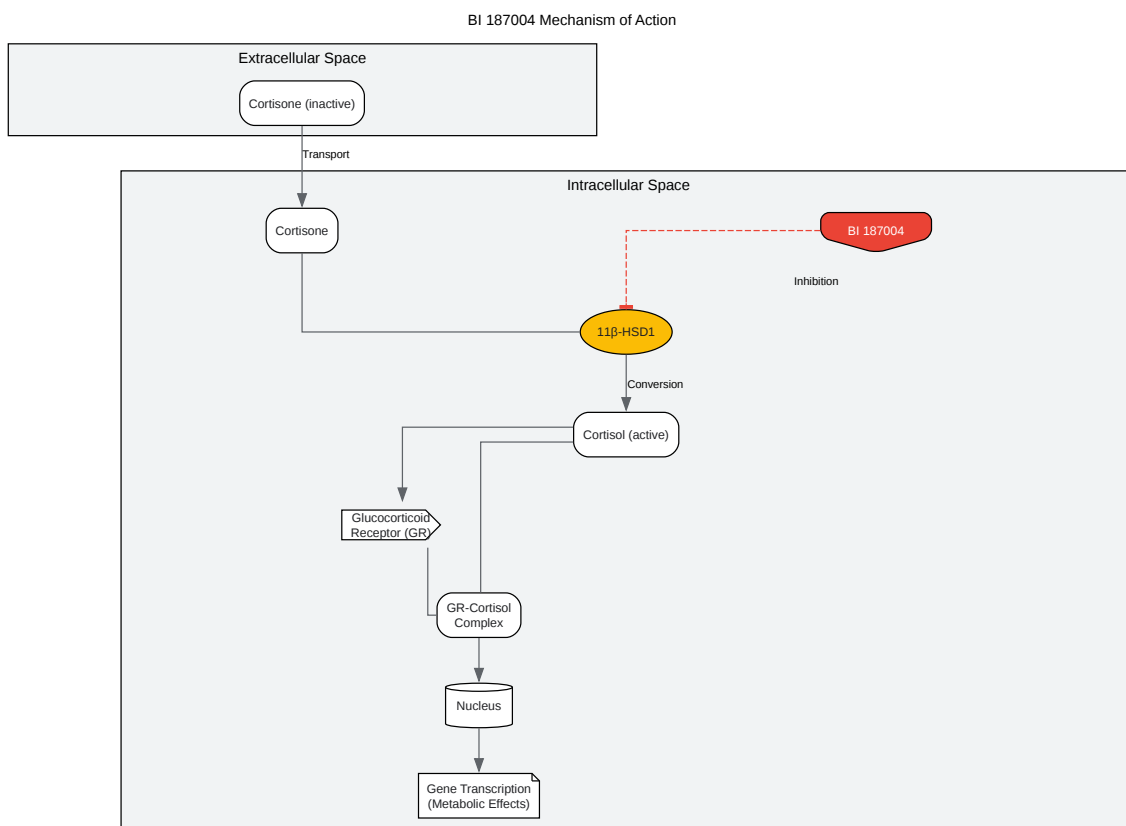 BI 187004 Mechanism of Action
Extracellular Space
Cortisone (inactive)
Transport
Intracellular Space
Cortisone
BI 187004
Inhibition
11β-HSD1
Conversion
Cortisol (active)
Glucocorticoid
Receptor (GR)
GR-Cortisol
Complex
Nucleus
Gene Transcription
(Metabolic Effects)